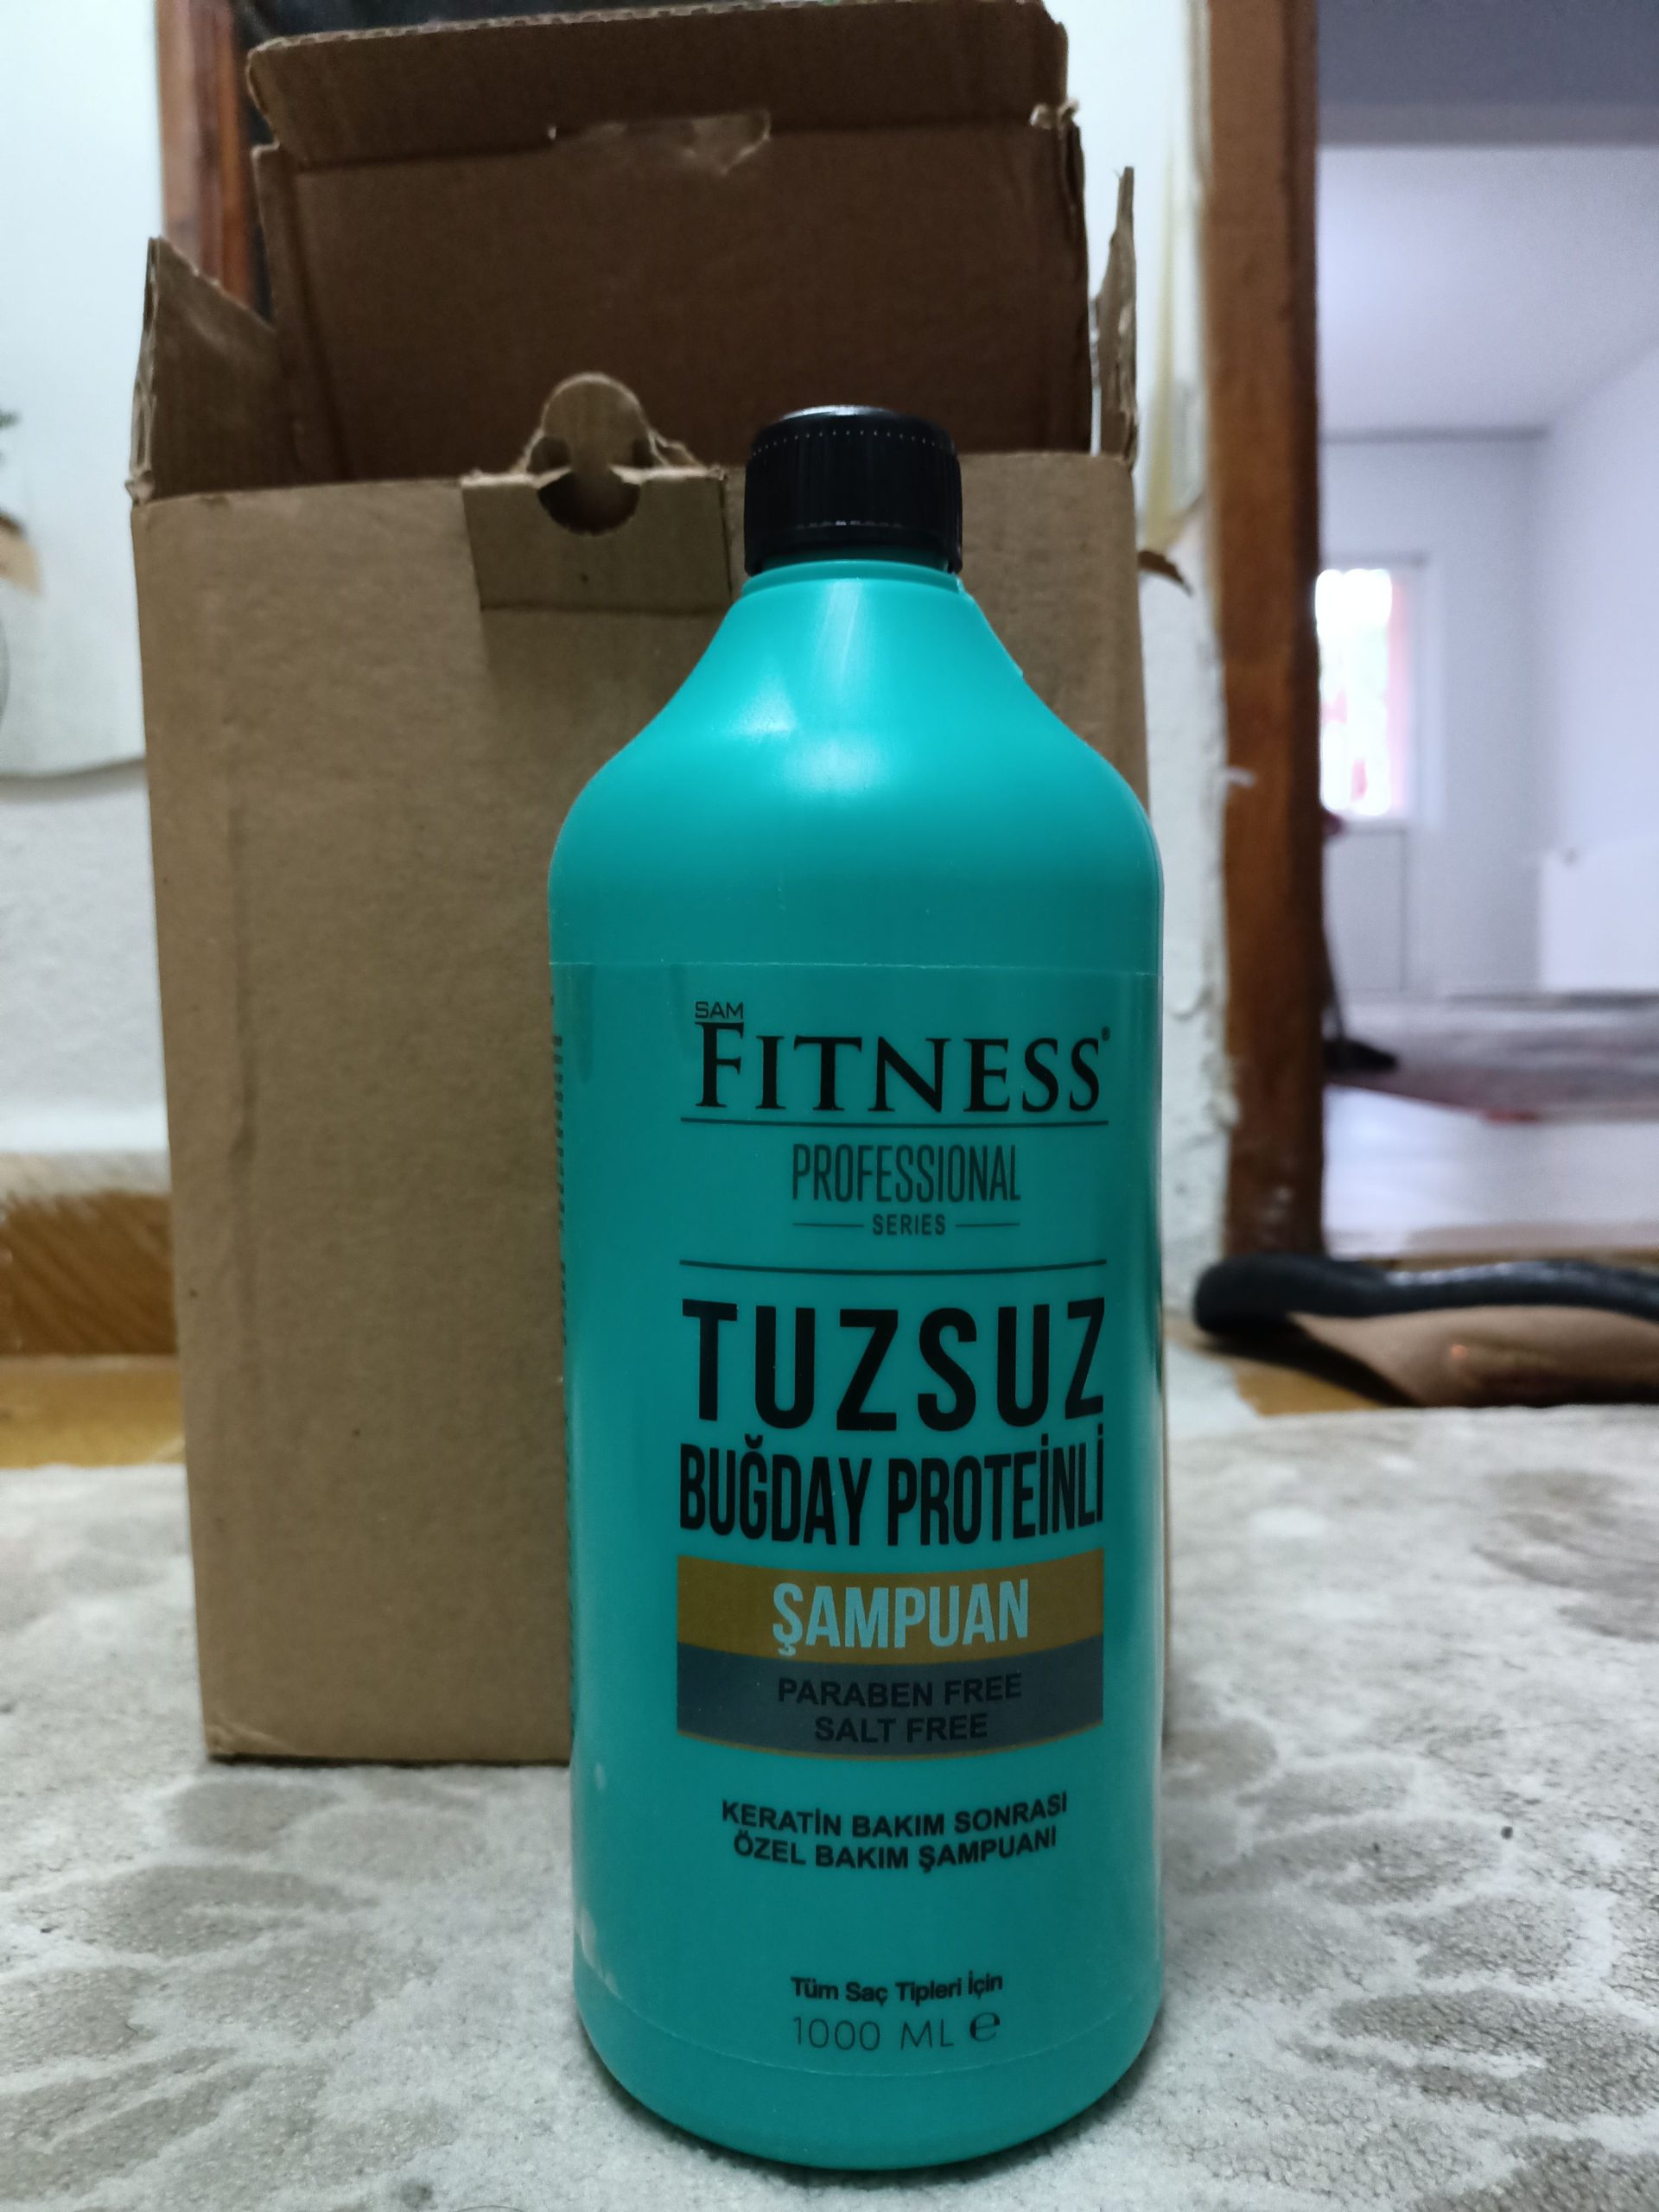 SAM
FITNESS®
PROFESSIONAL
SERIES
TUZSUZ
BUĞDAY PROTEİNLİ
ŞAMPUAN
PARABEN FREE
SALT FREE
KERATİN BAKIM SONRASI
ÖZEL BAKIM ŞAMPUANI
Tüm Saç Tipleri İçin
1000 ML ℮